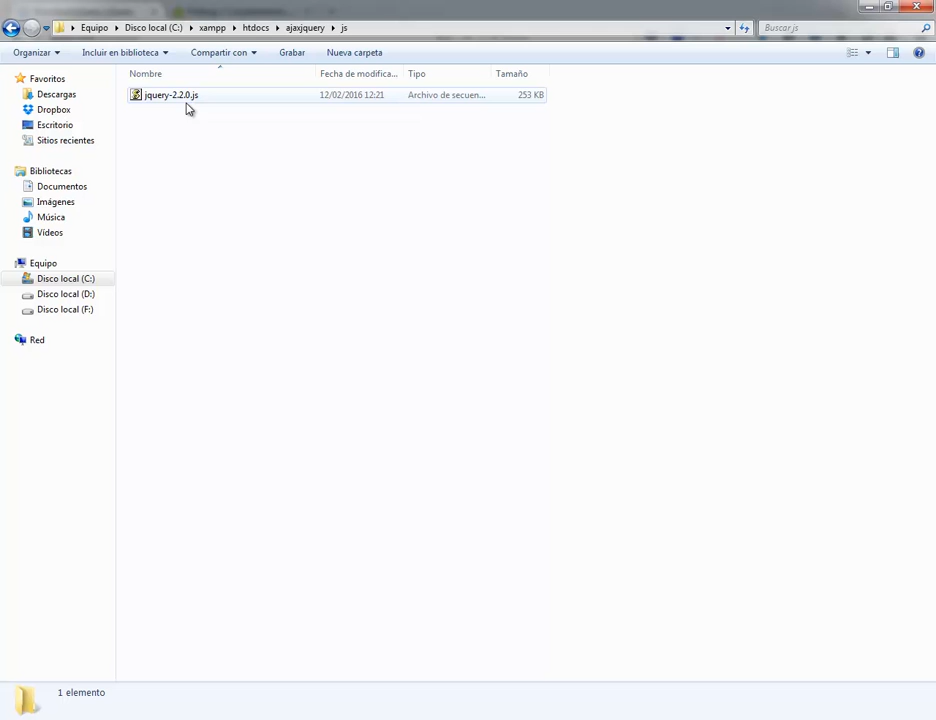 Equipo ▸ Disco local (C:) ▸ xampp ▸ htdocs ▸ ajaxjquery ▸ js
Buscar js
Organizar
Incluir en biblioteca
Compartir con
Grabar
Nueva carpeta
Nombre
Fecha de modifica...
Tipo
Tamaño
jquery-2.2.0.js
12/02/2016 12:21
Archivo de secuen...
253 KB
Favoritos
Descargas
Dropbox
Escritorio
Sitios recientes
Bibliotecas
Documentos
Imágenes
Música
Vídeos
Equipo
Disco local (C:)
Disco local (D:)
Disco local (F:)
Red
1 elemento